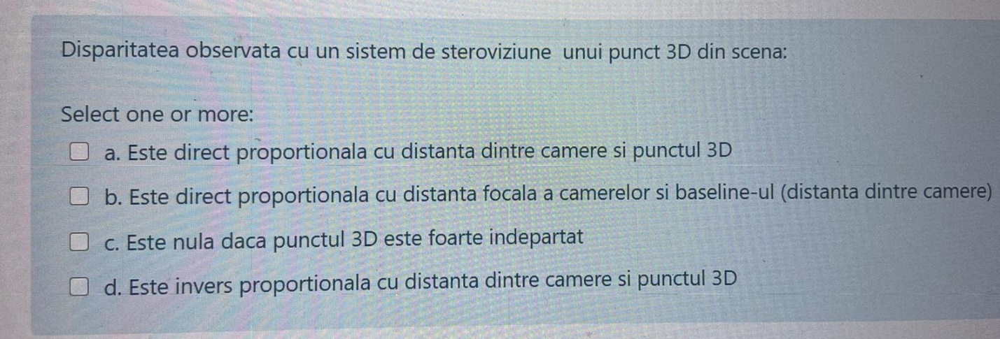 Disparitatea observata cu un sistem de steroviziune unui punct 3D din scena:
Select one or more:
a. Este direct proportionala cu distanta dintre camere si punctul 3D
b. Este direct proportionala cu distanta focala a camerelor si baseline-ul (distanta dintre camere)
c. Este nula daca punctul 3D este foarte indepartat
d. Este invers proportionala cu distanta dintre camere si punctul 3D